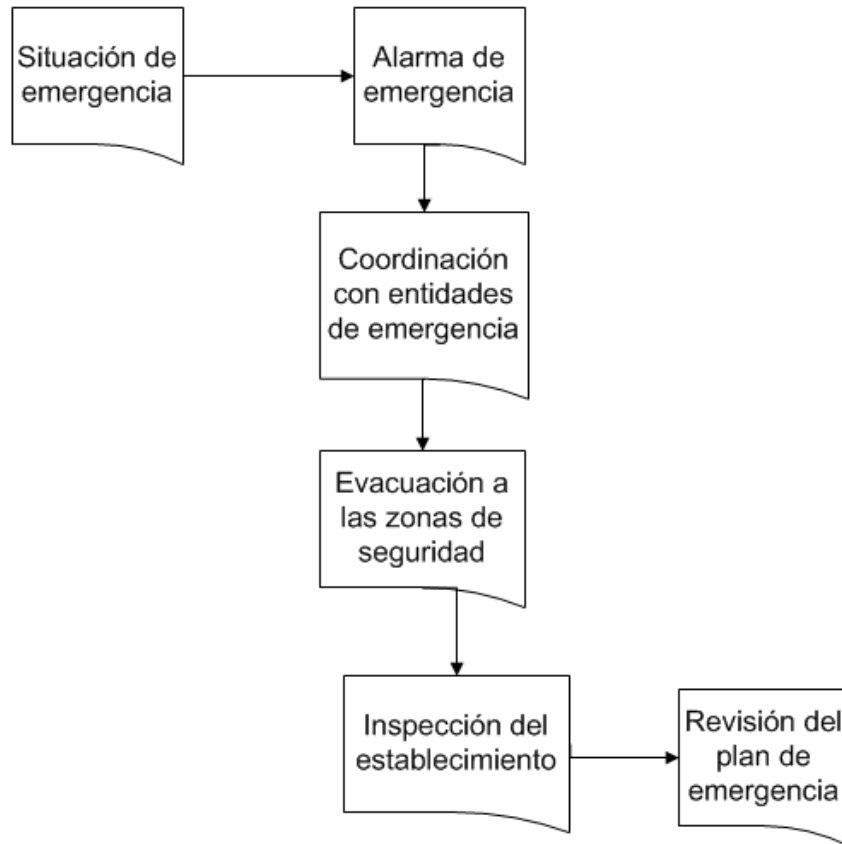 Situación de
emergencia
Alarma de
emergencia
Coordinación
con entidades
de emergencia
Evacuación a
las zonas de
seguridad
Inspección del
establecimiento
Revisión del
plan de
emergencia